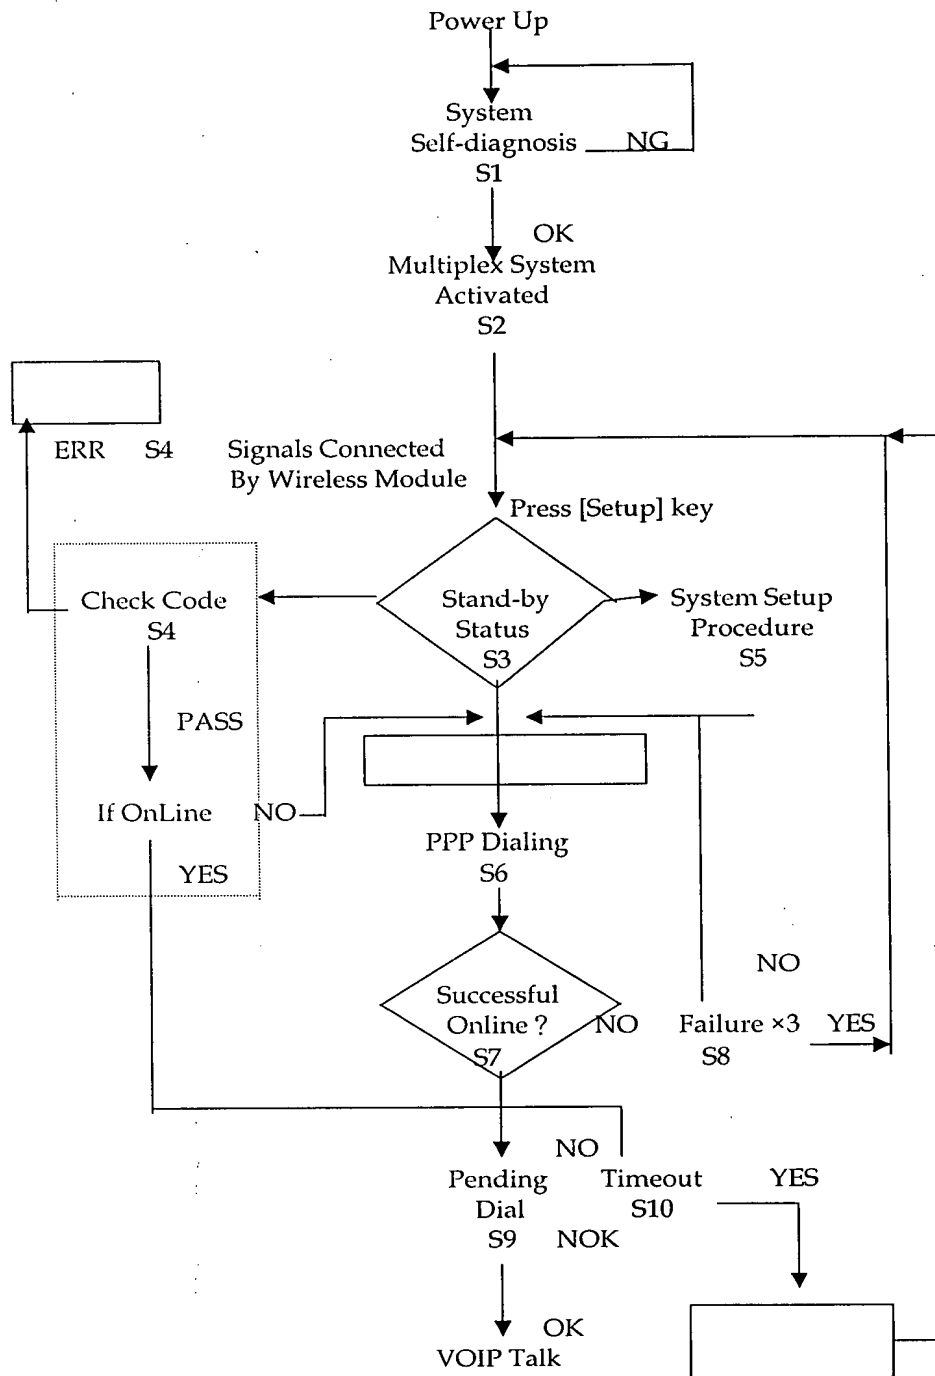 Power Up
System
Self-diagnosis NG
S1
OK
Multiplex System
Activated
S2
ERR S4 Signals Connected
By Wireless Module
Press [Setup] key
Check Code
S4
Stand-by
Status
S3
System Setup
Procedure
S5
PASS
If OnLine NO
YES
PPP Dialing
S6
Successful
Online ? NO
S7
NO
Failure ×3 YES
S8
NO
Pending
Dial
S9 NOK
Timeout YES
S10
OK
VOIP Talk